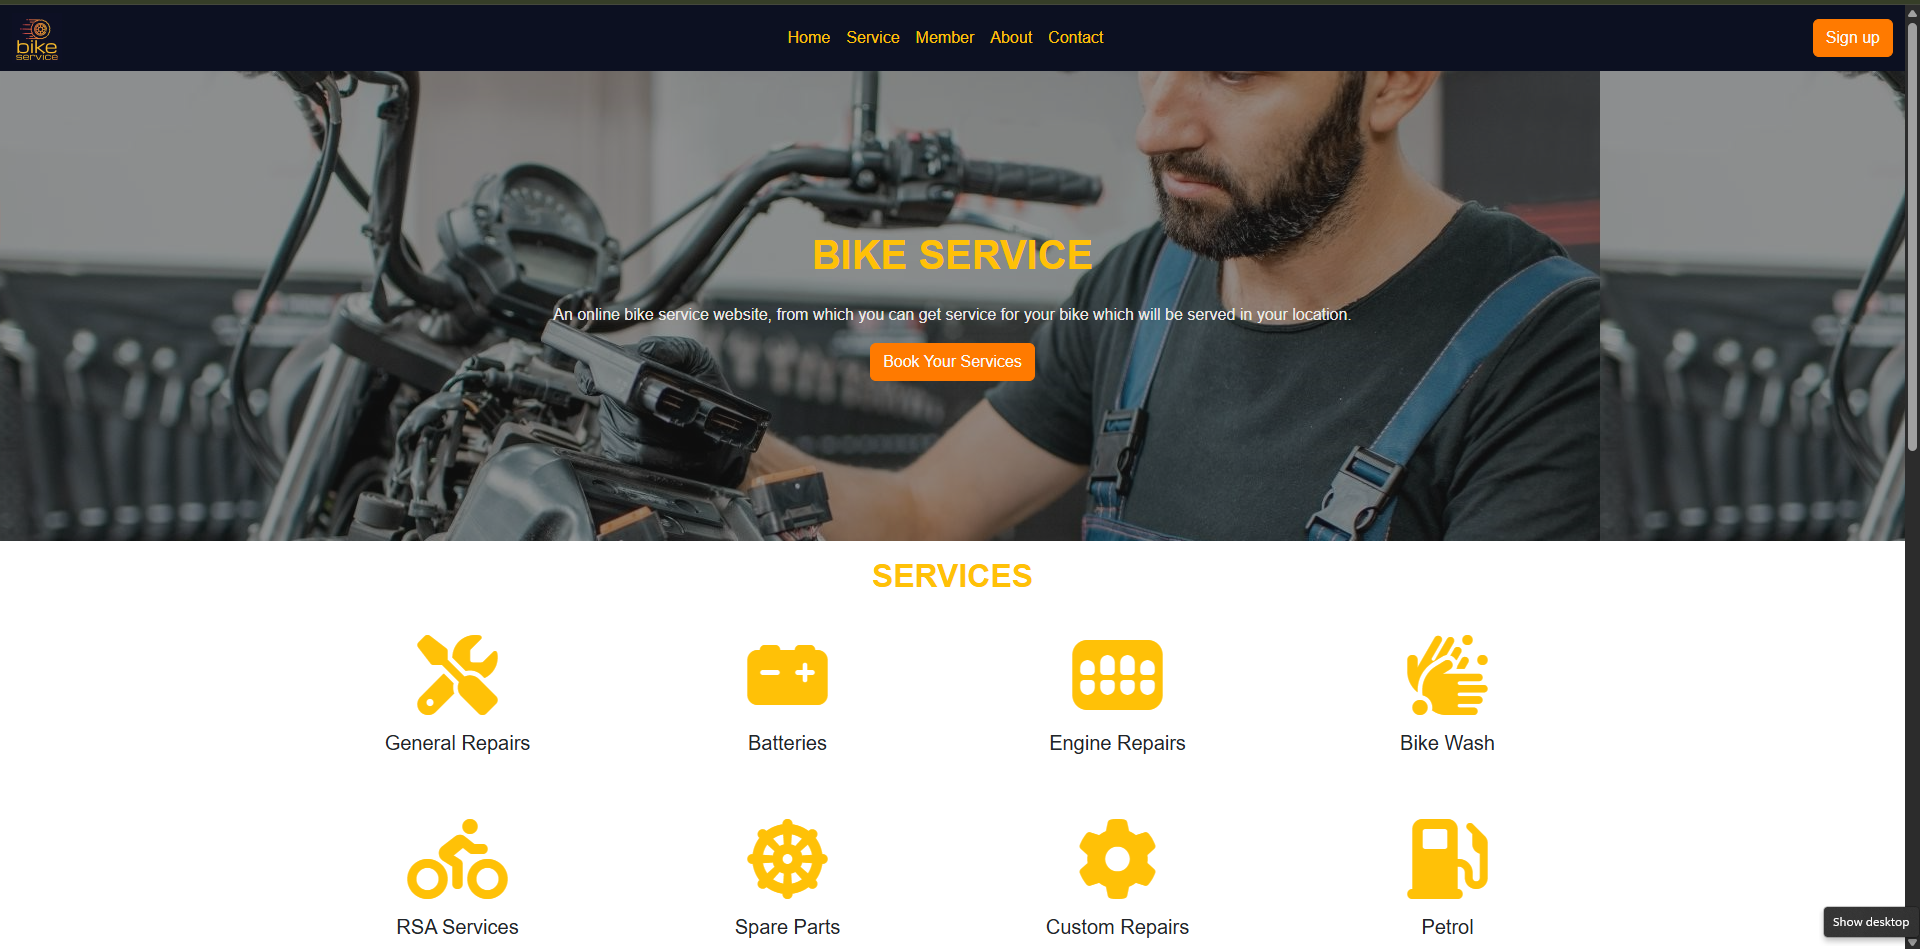 bike
service
Home Service Member About Contact
Sign up
BIKE SERVICE
An online bike service website, from which you can get service for your bike which will be served in your location.
Book Your Services
SERVICES
General Repairs Batteries Engine Repairs Bike Wash
RSA Services Spare Parts Custom Repairs Petrol
Show desktop